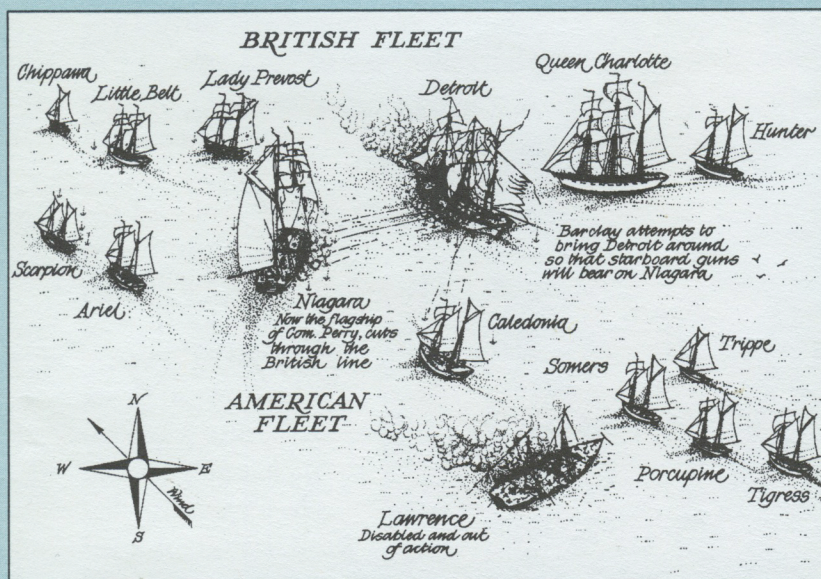 BRITISH FLEET
Chippawa
Little Belt
Lady Prevost
Detroit
Queen Charlotte
Hunter
Scorpion
Ariel
Niagara
Now the flagship
of Com. Perry, cuts
through the
British line
Barclay attempts to
bring Detroit around
so that starboard guns
will bear on Niagara
Caledonia
Somers
Trippe
Porcupine
Tigress
AMERICAN
FLEET
Lawrence
Disabled and out
of action
N
W
E
S
Wind